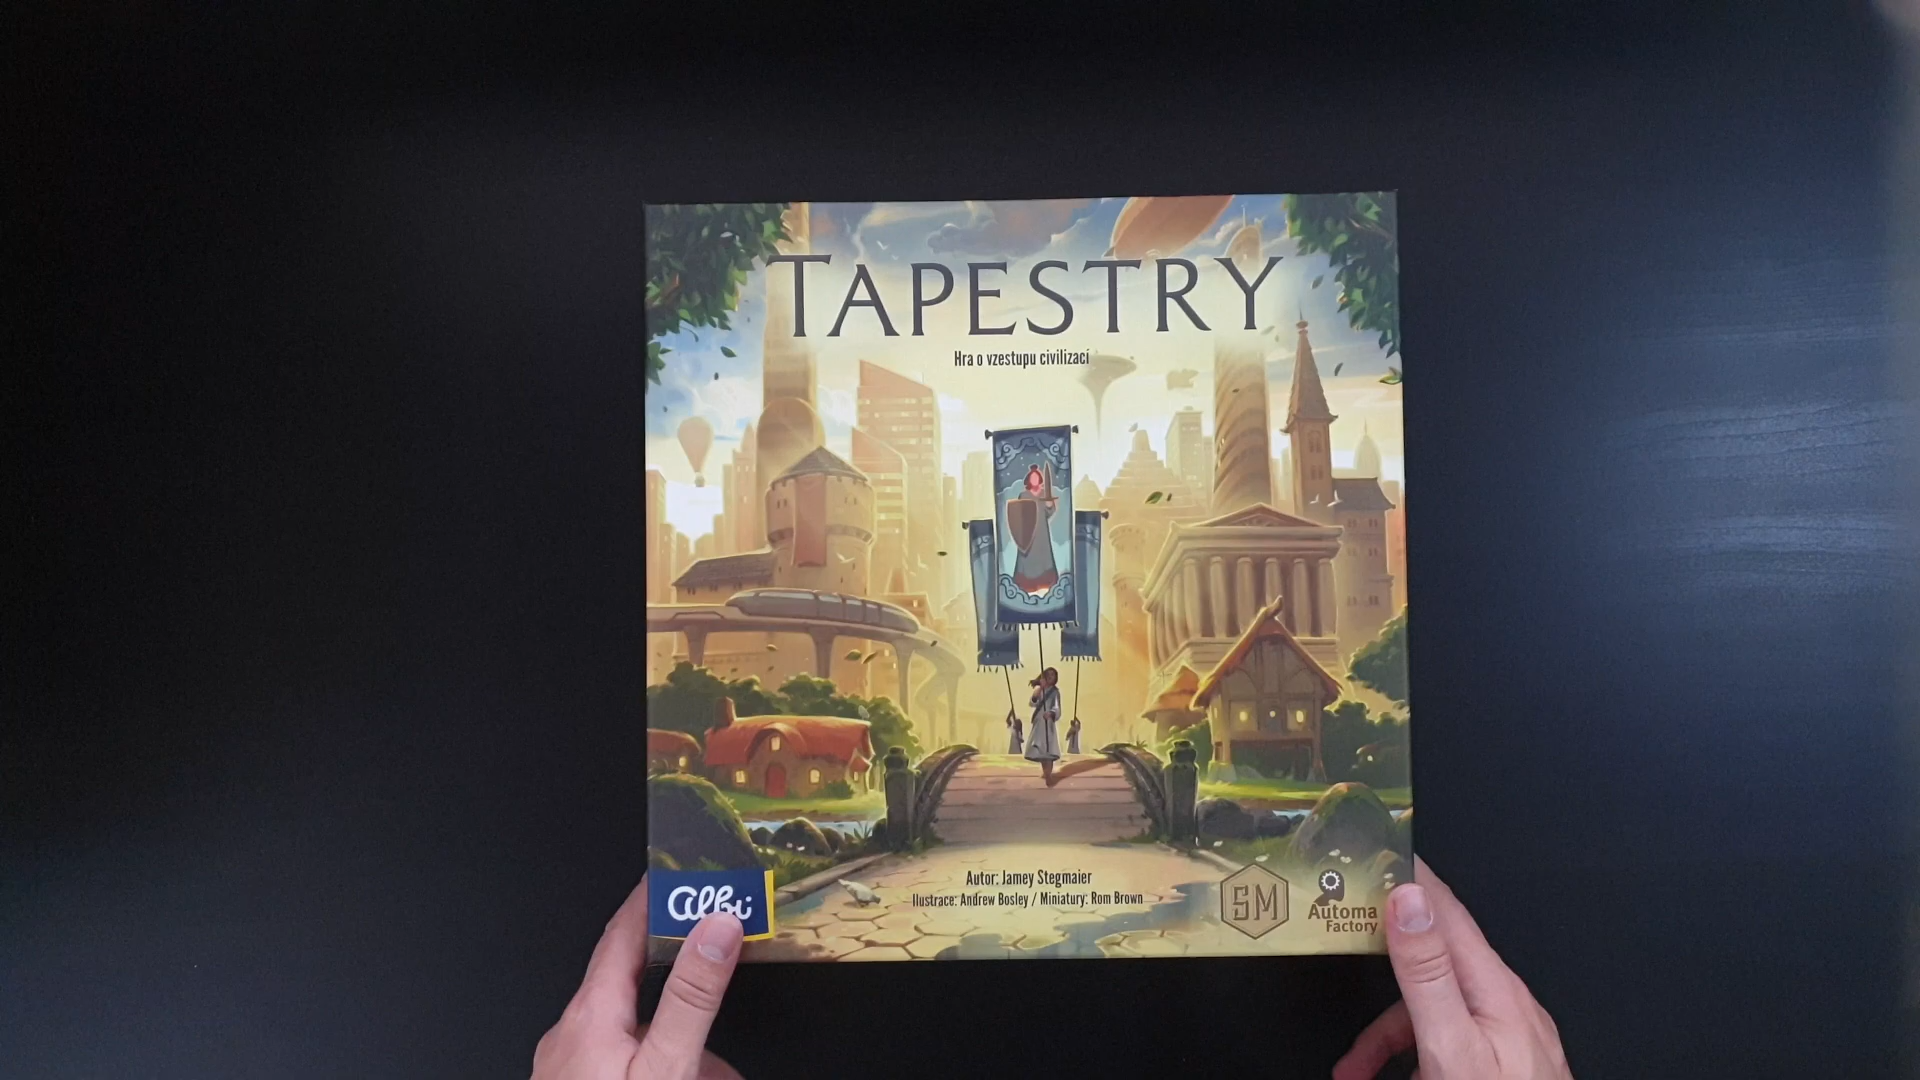 TAPESTRY
Hra o vzestupu civilizací
Autor: Jamey Stegmaier
Ilustrace: Andrew Bosley / Miniatury: Rom Brown
Albi
SM
Automa
Factory